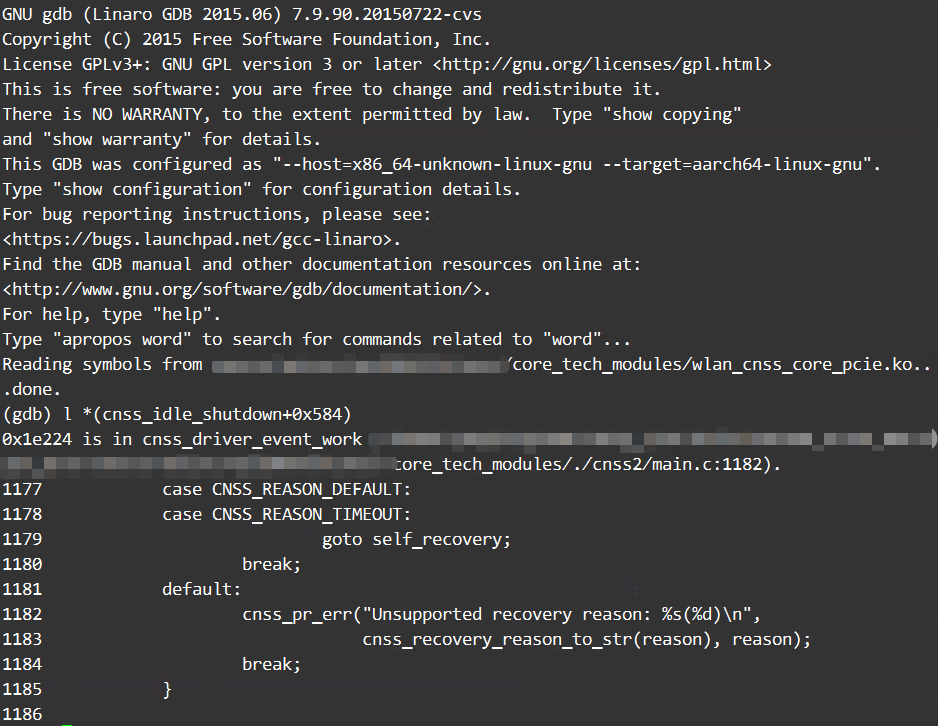 GNU gdb (Linaro GDB 2015.06) 7.9.90.20150722-cvs
Copyright (C) 2015 Free Software Foundation, Inc.
License GPLv3+: GNU GPL version 3 or later <http://gnu.org/licenses/gpl.html>
This is free software: you are free to change and redistribute it.
There is NO WARRANTY, to the extent permitted by law.  Type "show copying"
and "show warranty" for details.
This GDB was configured as "--host=x86_64-unknown-linux-gnu --target=aarch64-linux-gnu".
Type "show configuration" for configuration details.
For bug reporting instructions, please see:
<https://bugs.launchpad.net/gcc-linaro>.
Find the GDB manual and other documentation resources online at:
<http://www.gnu.org/software/gdb/documentation/>.
For help, type "help".
Type "apropos word" to search for commands related to "word"...
Reading symbols from /core_tech_modules/wlan_cnss_core_pcie.ko..
.done.
(gdb) l *(cnss_idle_shutdown+0x584)
0x1e224 is in cnss_driver_event_work
core_tech_modules/./cnss2/main.c:1182).
1177            case CNSS_REASON_DEFAULT:
1178            case CNSS_REASON_TIMEOUT:
1179                            goto self_recovery;
1180                    break;
1181            default:
1182                    cnss_pr_err("Unsupported recovery reason: %s(%d)\n",
1183                                cnss_recovery_reason_to_str(reason), reason);
1184                    break;
1185            }
1186